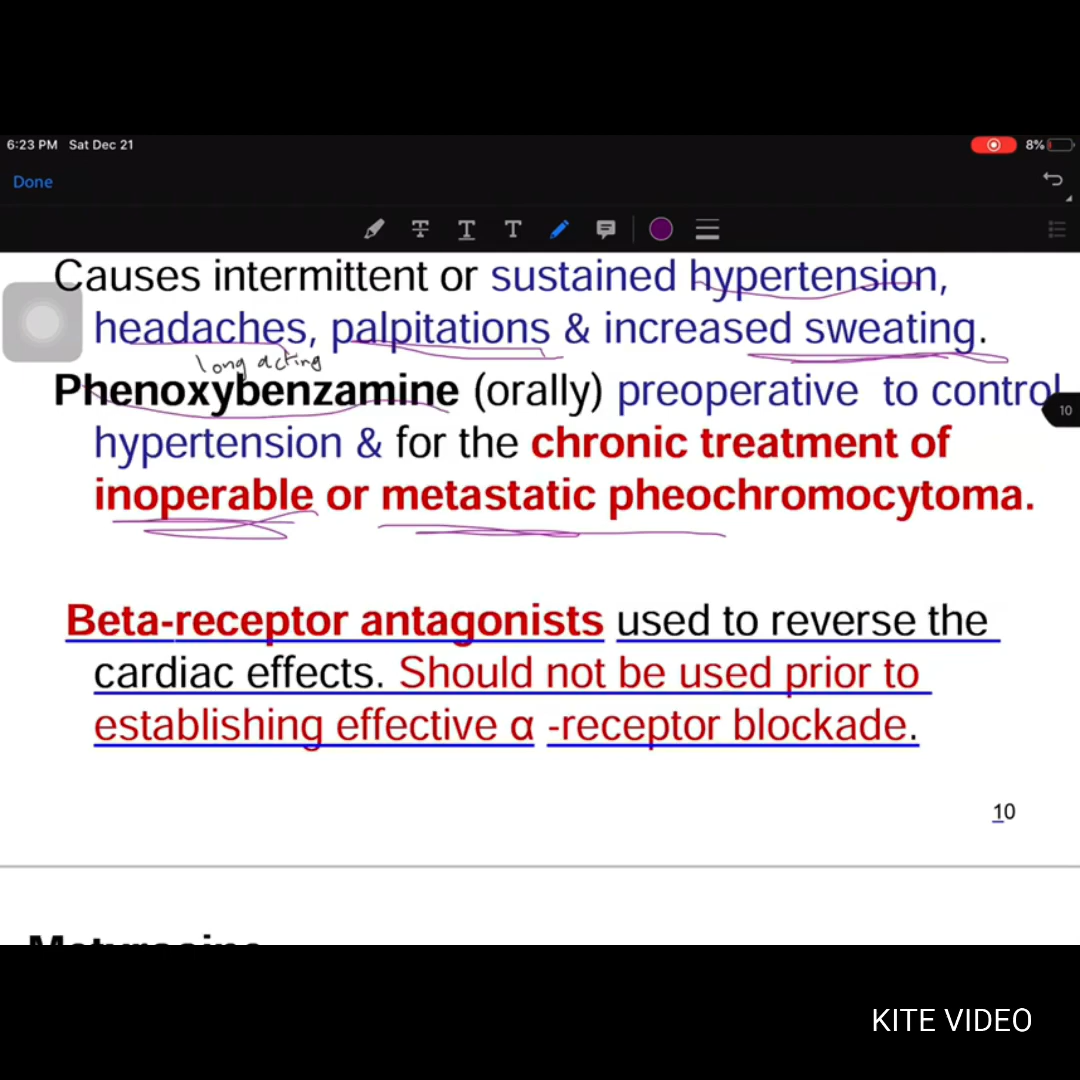 6:23 PM Sat Dec 21
8%
Done
Causes intermittent or sustained hypertension,
headaches, palpitations & increased sweating.
long acting
Phenoxybenzamine (orally) preoperative to control
10
hypertension & for the chronic treatment of
inoperable or metastatic pheochromocytoma.
Beta-receptor antagonists used to reverse the
cardiac effects. Should not be used prior to
establishing effective α -receptor blockade.
10
KITE VIDEO